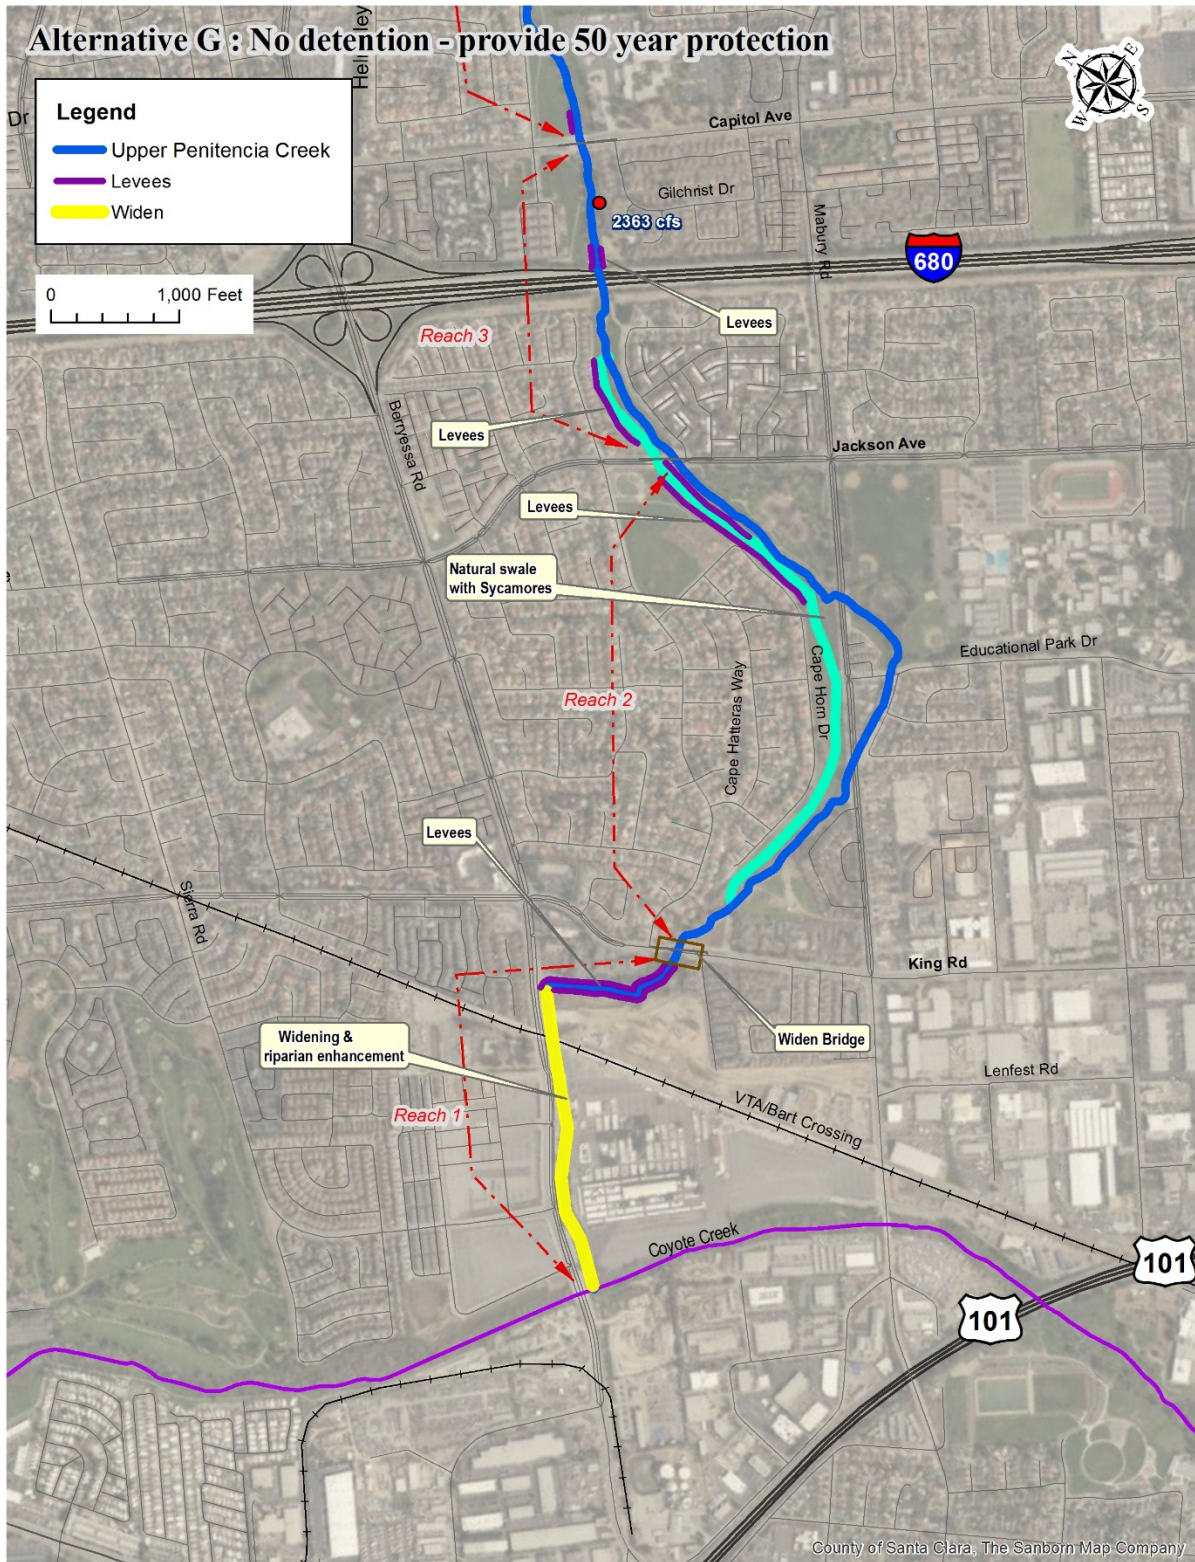 Alternative G : No detention - provide 50 year protection
Legend
Upper Penitencia Creek
Levees
Widen
0 1,000 Feet
Dr
N
E
W
S
Capitol Ave
Gilchrist Dr
2363 cfs
Mabury Rd
680
Levees
Reach 3
Berryessa Rd
Levees
Jackson Ave
Levees
Natural swale
with Sycamores
Educational Park Dr
Cape Horn Dr
Cape Hatteras Way
Reach 2
Levees
Sierra Rd
King Rd
Widen Bridge
Widening &
riparian enhancement
Lenfest Rd
VTA/Bart Crossing
Reach 1
Coyote Creek
101
101
County of Santa Clara, The Sanborn Map Company